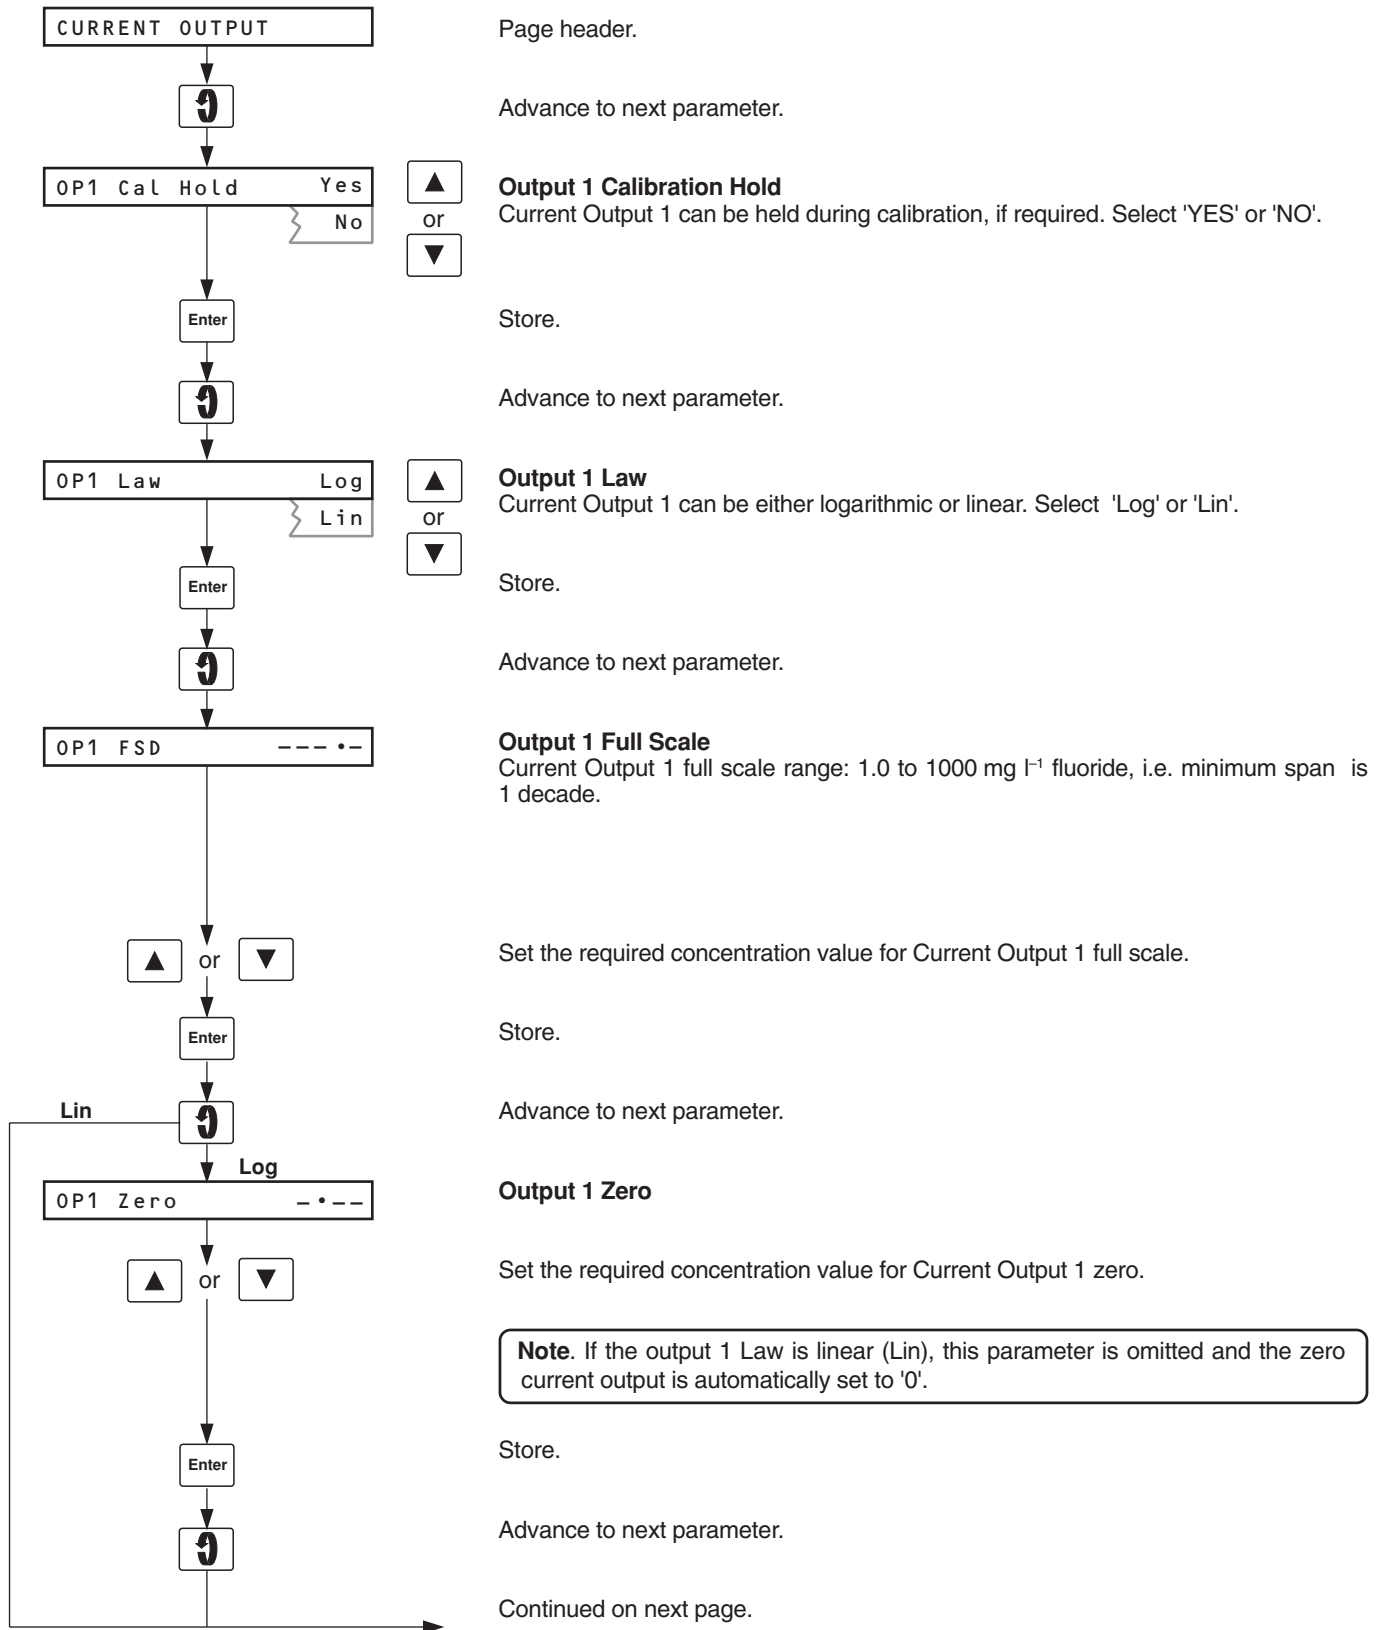 CURRENT OUTPUT
Page header.
Advance to next parameter.
OP1 Cal Hold Yes
No
or
Output 1 Calibration Hold
Current Output 1 can be held during calibration, if required. Select 'YES' or 'NO'.
Enter
Store.
Advance to next parameter.
OP1 Law Log
Lin
or
Output 1 Law
Current Output 1 can be either logarithmic or linear. Select 'Log' or 'Lin'.
Enter
Store.
Advance to next parameter.
OP1 FSD – – – • –
Output 1 Full Scale
Current Output 1 full scale range: 1.0 to 1000 mg l⁻¹ fluoride, i.e. minimum span is
1 decade.
or
Set the required concentration value for Current Output 1 full scale.
Enter
Store.
Lin
Advance to next parameter.
Log
OP1 Zero – • – –
Output 1 Zero
or
Set the required concentration value for Current Output 1 zero.
Note. If the output 1 Law is linear (Lin), this parameter is omitted and the zero
current output is automatically set to '0'.
Enter
Store.
Advance to next parameter.
Continued on next page.